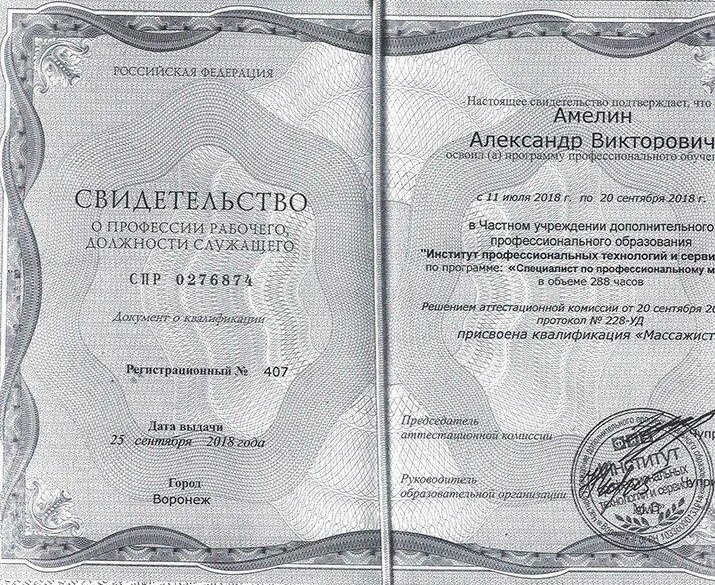 РОССИЙСКАЯ ФЕДЕРАЦИЯ
СВИДЕТЕЛЬСТВО
О ПРОФЕССИИ РАБОЧЕГО,
ДОЛЖНОСТИ СЛУЖАЩЕГО
СПР 0276874
Документ о квалификации
Регистрационный № 407
Дата выдачи
25 сентября 2018 года
Город
Воронеж
Настоящее свидетельство подтверждает, что
Амелин
Александр Викторович
освоил (а) программу профессионального обуче
с 11 июля 2018 г. по 20 сентября 2018 г.
в Частном учреждении дополнительного
профессионального образования
"Институт профессиональных технологий и серви
по программе: «Специалист по профессиональному м
в объеме 288 часов
Решением аттестационной комиссии от 20 сентября 20
протокол № 228-УД
присвоена квалификация «Массажист
Председатель
аттестационной комиссии
Чупр
Руководитель
образовательной организации
Чупри
ИНСТИТУТ
технологий и сервиса